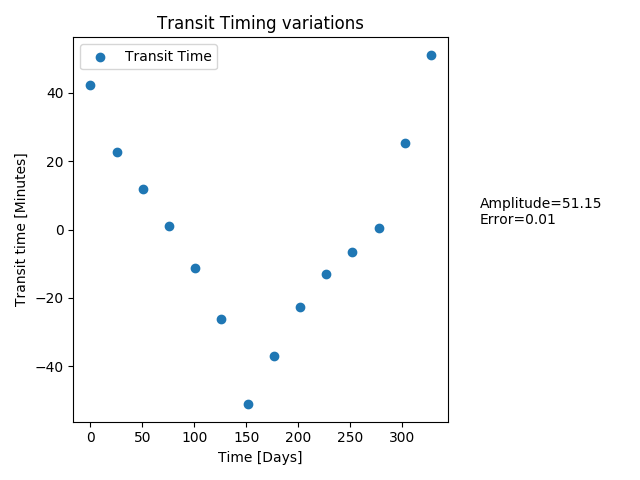 Transit Timing variations
Transit Time
40
20
0
−20
−40
Transit time [Minutes]
Amplitude=51.15
Error=0.01
0 50 100 150 200 250 300
Time [Days]